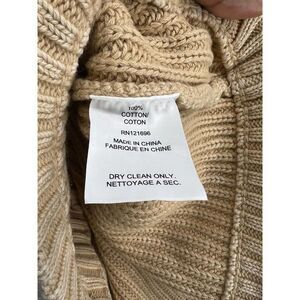 100%
COTTON/
COTON
RN121696
MADE IN CHINA
FABRIQUE EN CHINE
DRY CLEAN ONLY.
NETTOYAGE A SEC.